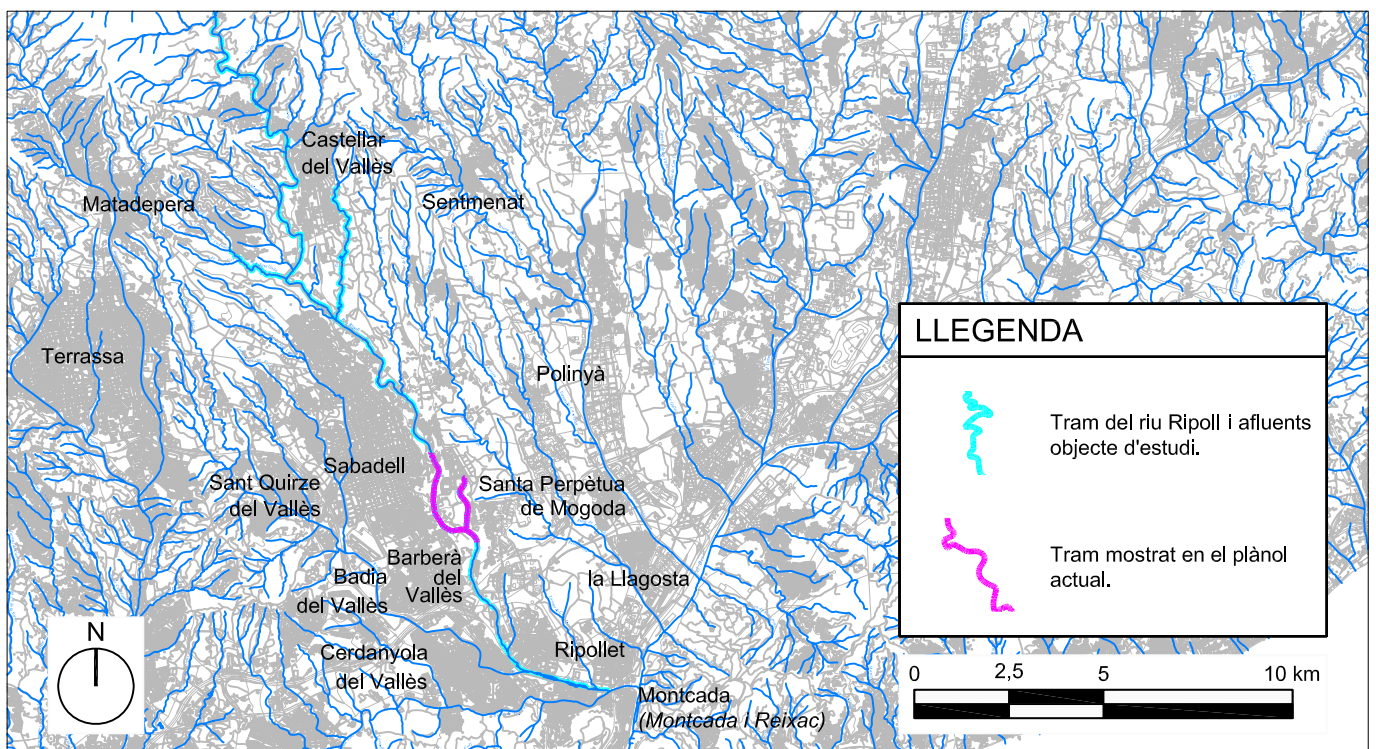 Castellar
del Vallès
Matadepera
Sentmenat
Terrassa
Polinyà
Sabadell
Sant Quirze
del Vallès
Santa Perpètua
de Mogoda
Barberà
del
Vallès
Badia
del Vallès
la Llagosta
Cerdanyola
del Vallès
Ripollet
Montcada
(Montcada i Reixac)
N
LLEGENDA
Tram del riu Ripoll i afluents
objecte d'estudi.
Tram mostrat en el plànol
actual.
0 2,5 5 10 km